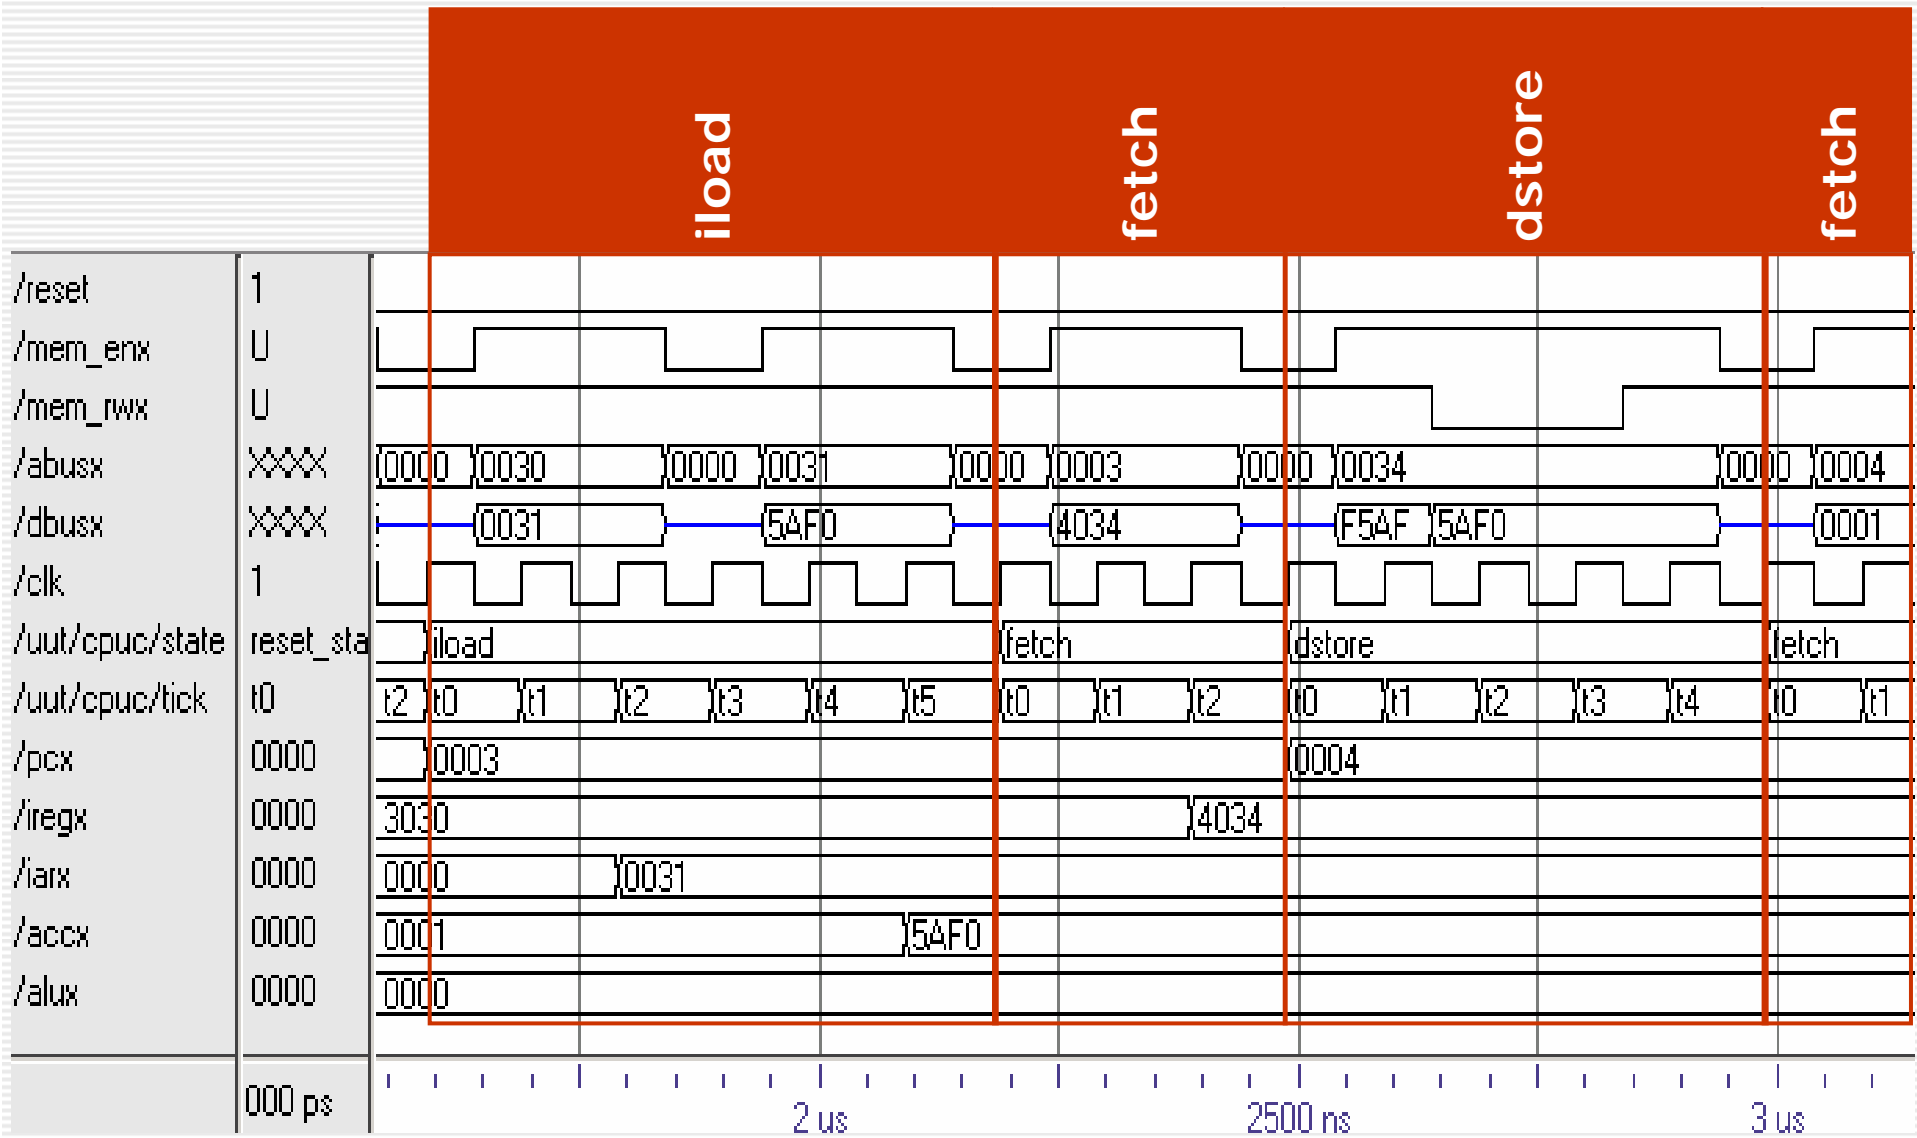 iload fetch dstore fetch
/reset 1
/mem_enx U
/mem_rwx U
/abusx XXXX 0000 0030 0000 0031 0000 0003 0000 0034 0000 0004
/dbusx XXXX 0031 5AF0 4034 F5AF 5AF0 0001
/clk 1
/uut/cpuc/state reset_sta iload fetch dstore fetch
/uut/cpuc/tick t0 t2 t0 t1 t2 t3 t4 t5 t0 t1 t2 t0 t1 t2 t3 t4 t0 t1
/pcx 0000 0003 0004
/iregx 0000 3030 4034
/iarx 0000 0000 0031
/accx 0000 0001 5AF0
/alux 0000 0000
000 ps 2 us 2500 ns 3 us